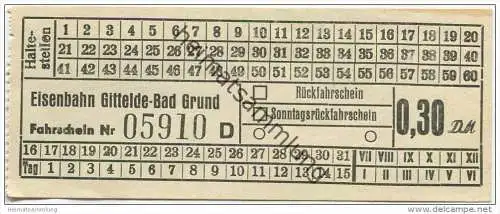 Halte-
stellen
1 2 3 4 5 6 7 8 9 10 11 12 13 14 15 16 17 18 19 20
21 22 23 24 25 26 27 28 29 30 31 32 33 34 35 36 37 38 39 40
41 42 43 44 45 46 47 48 49 50 51 52 53 54 55 56 57 58 59 60
Eisenbahn Gittelde-Bad Grund
Fahrschein Nr 05910 D
Rückfahrschein
Sonntagsrückfahrschein
0,30 DM
16 17 18 19 20 21 22 23 24 25 26 27 28 29 30 31 VII VIII IX X XI XII
Tag 1 2 3 4 5 6 7 8 9 10 11 12 13 14 15 I II III IV V VI
heimatsammlung